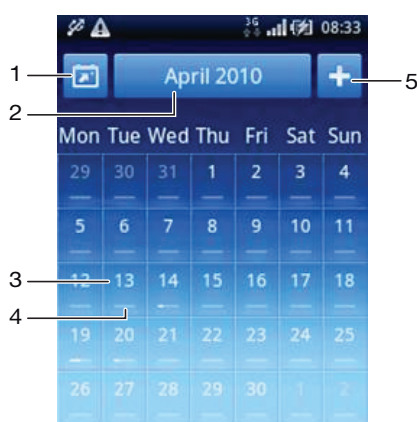 3G 08:33
1 April 2010 + 5
2
Mon Tue Wed Thu Fri Sat Sun
29 30 31 1 2 3 4
5 6 7 8 9 10 11
3 12 13 14 15 16 17 18
4
19 20 21 22 23 24 25
26 27 28 29 30 1 2